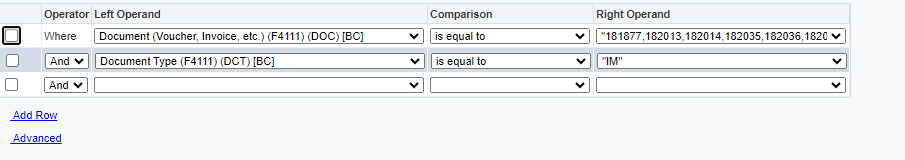 Operator Left Operand Comparison Right Operand
Where Document (Voucher, Invoice, etc.) (F4111) (DOC) [BC] is equal to "181877,182013,182014,182035,182036,1820
And Document Type (F4111) (DCT) [BC] is equal to "IM"
And
Add Row
Advanced